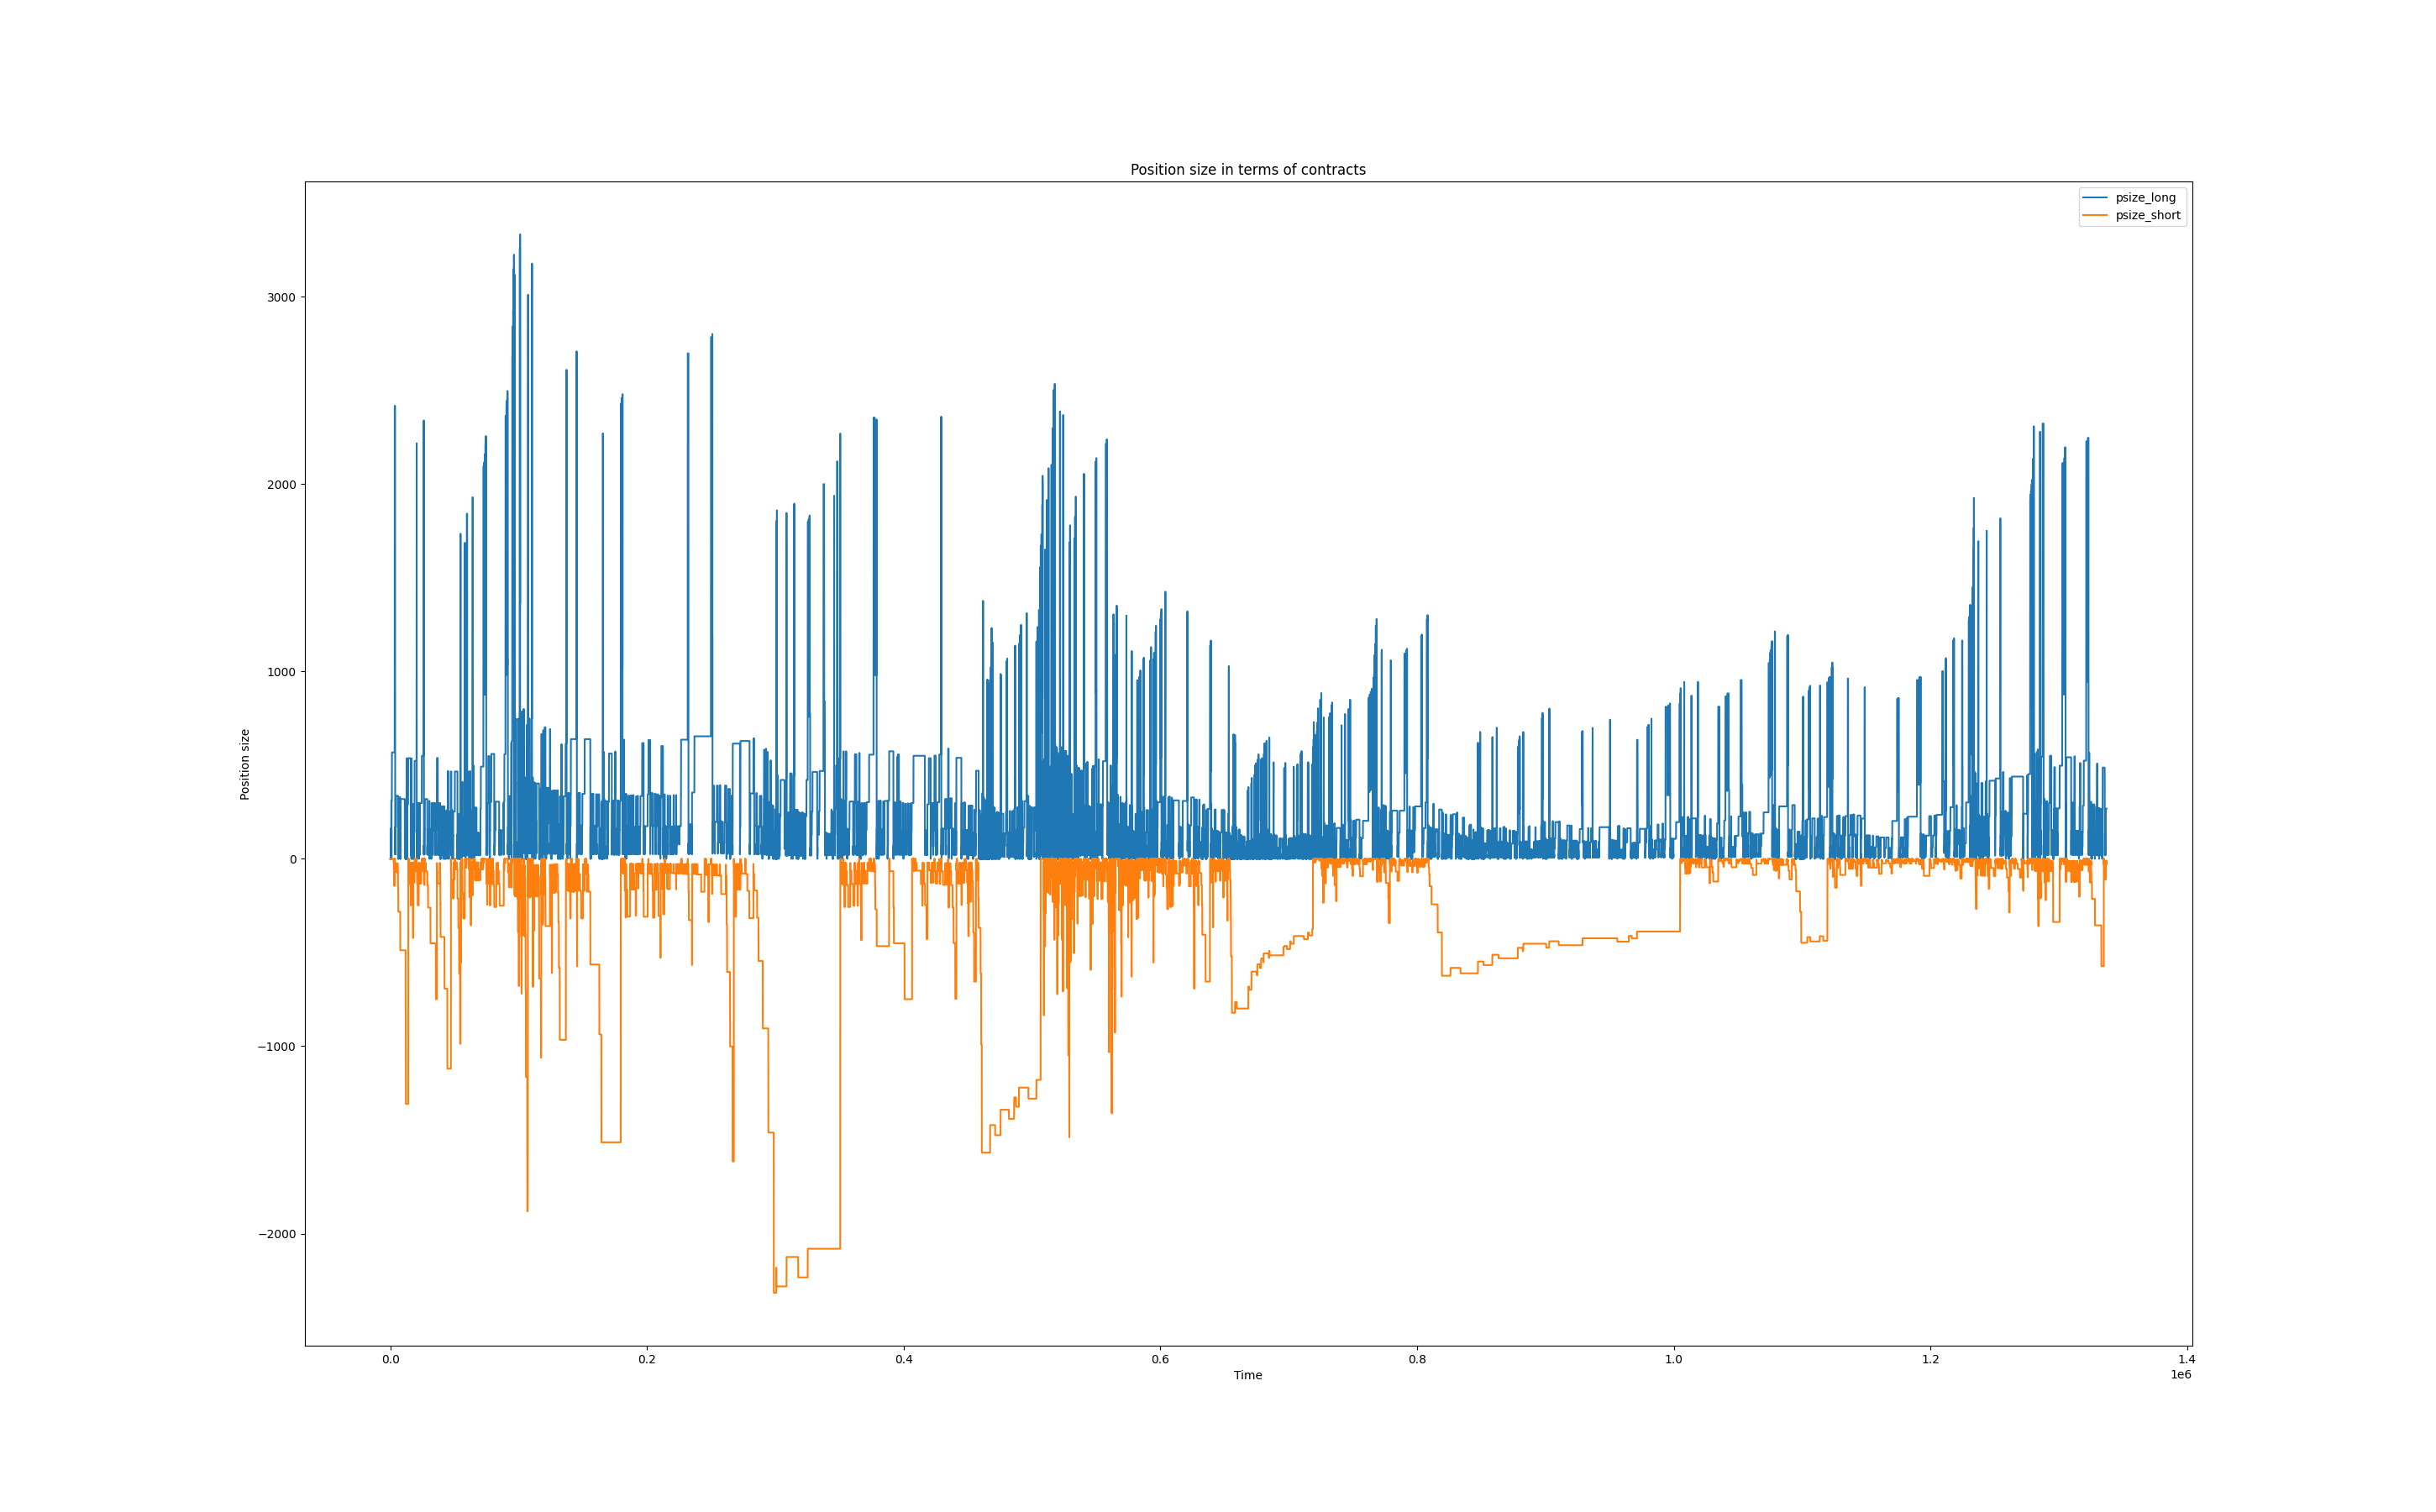 Position size in terms of contracts
psize_long
psize_short
Position size
3000
2000
1000
0
−1000
−2000
0.0
0.2
0.4
0.6
0.8
1.0
1.2
1.4
1e6
Time